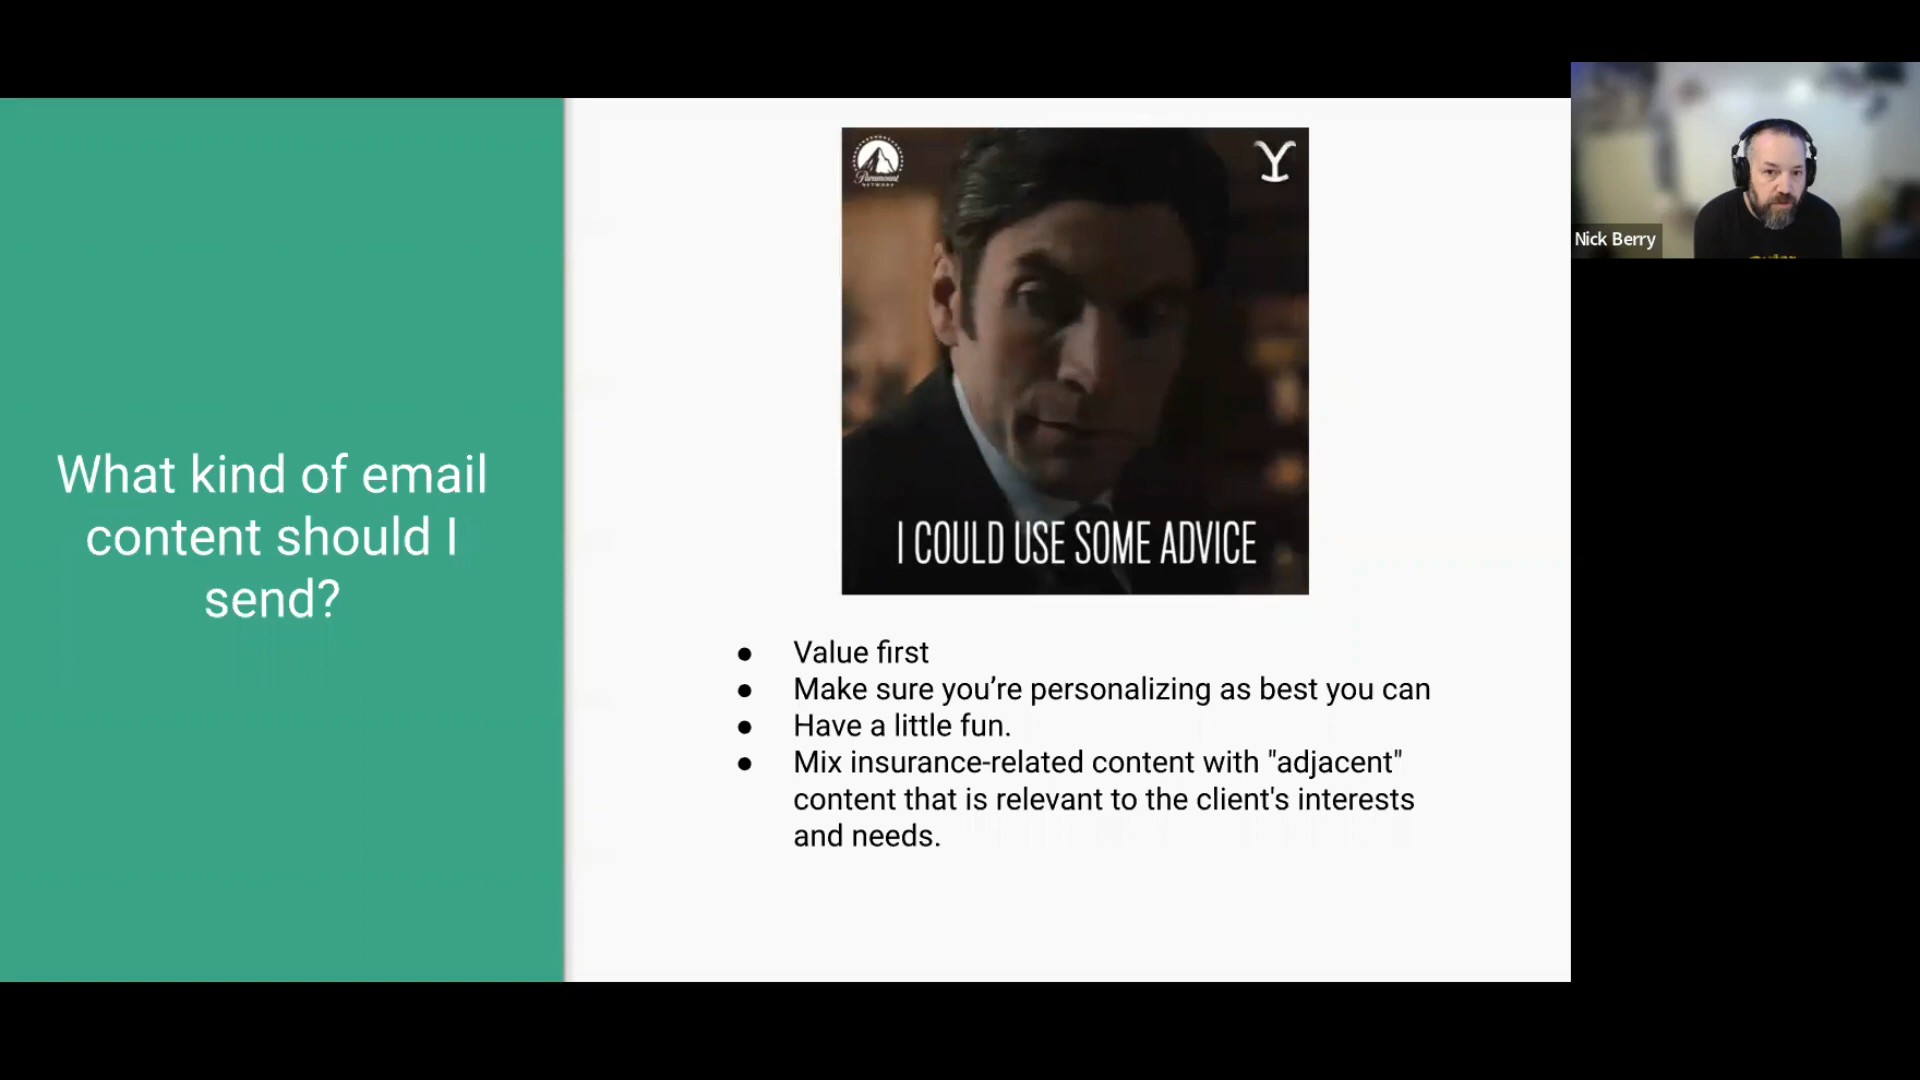 What kind of email
content should I
send?
Paramount
NETWORK
Y
I COULD USE SOME ADVICE
● Value first
● Make sure you’re personalizing as best you can
● Have a little fun.
● Mix insurance-related content with "adjacent"
content that is relevant to the client's interests
and needs.
Nick Berry